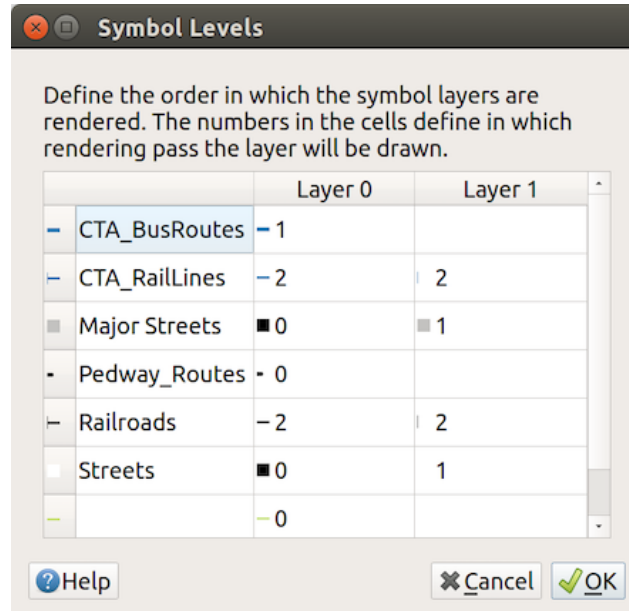 Symbol Levels
Define the order in which the symbol layers are
rendered. The numbers in the cells define in which
rendering pass the layer will be drawn.
Layer 0 Layer 1
CTA_BusRoutes 1
CTA_RailLines 2 2
Major Streets 0 1
Pedway_Routes 0
Railroads 2 2
Streets 0 1
0
Help Cancel OK